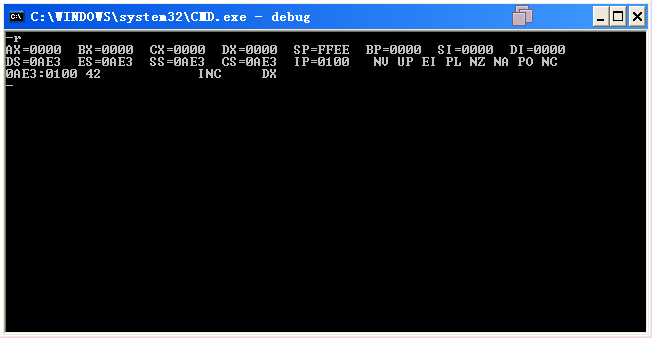 C:\WINDOWS\system32\CMD.exe - debug
-r
AX=0000  BX=0000  CX=0000  DX=0000  SP=FFEE  BP=0000  SI=0000  DI=0000
DS=0AE3  ES=0AE3  SS=0AE3  CS=0AE3  IP=0100   NV UP EI PL NZ NA PO NC
0AE3:0100 42            INC     DX
-